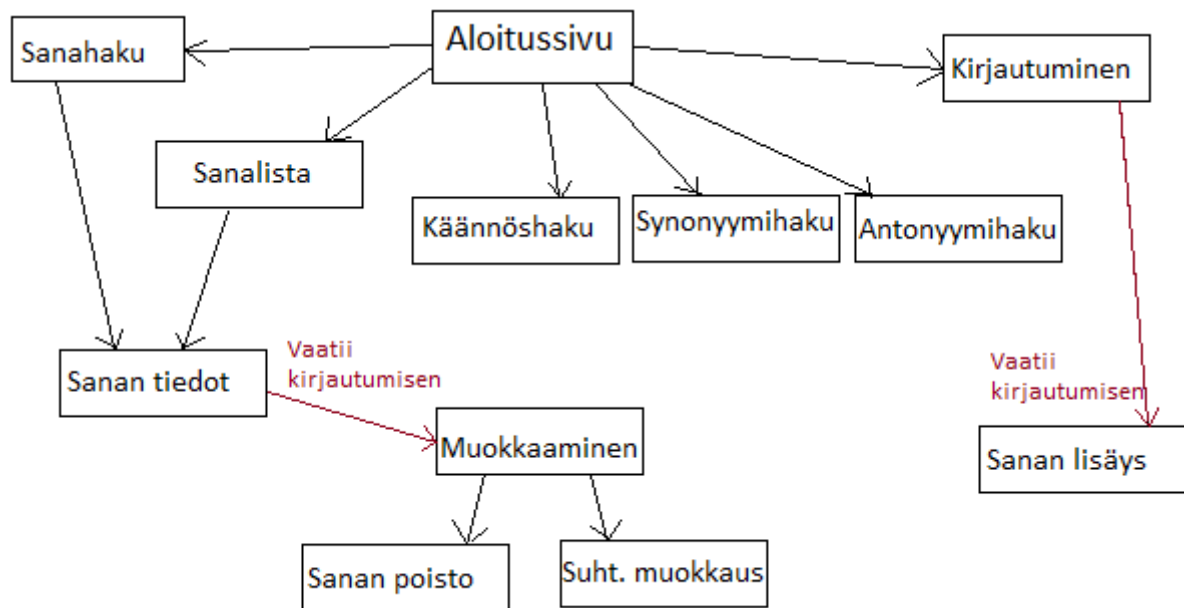 Aloitussivu
Sanahaku
Kirjautuminen
Sanalista
Käännöshaku
Synonyymihaku
Antonyymihaku
Sanan tiedot
Vaatii
kirjautumisen
Vaatii
kirjautumisen
Muokkaaminen
Sanan lisäys
Sanan poisto
Suht. muokkaus